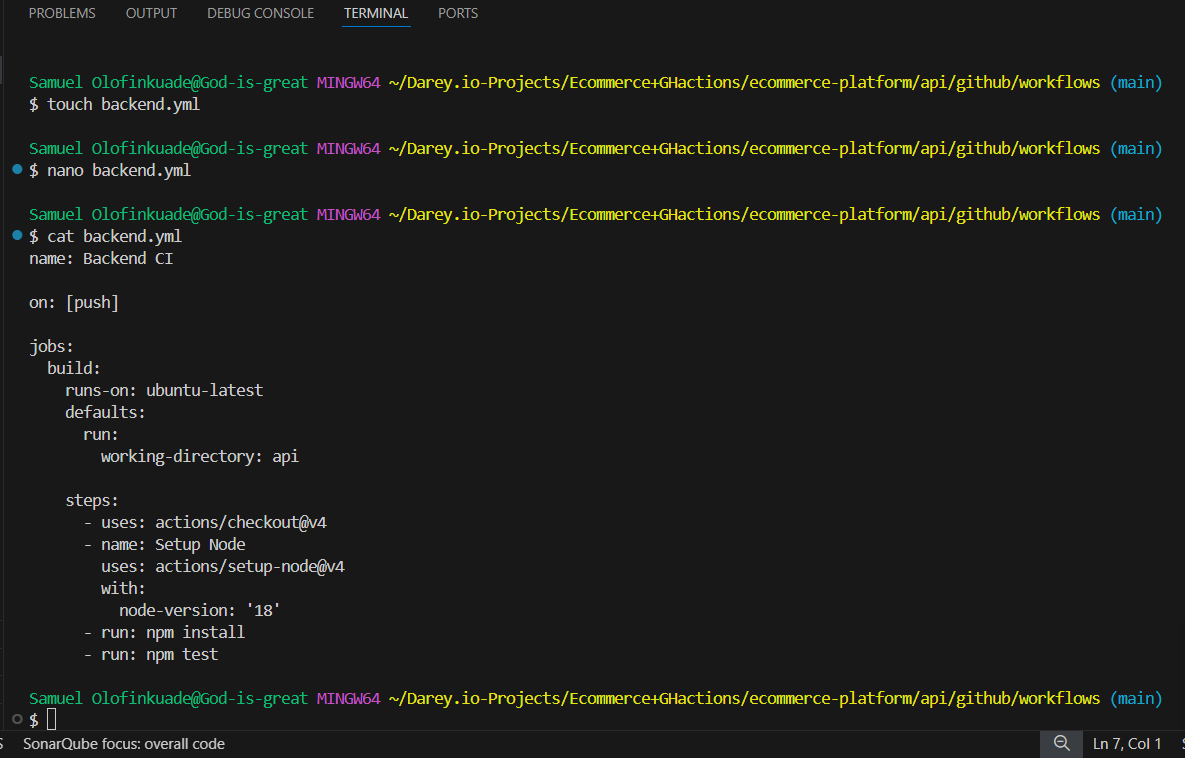 PROBLEMS OUTPUT DEBUG CONSOLE TERMINAL PORTS
Samuel Olofinkuade@God-is-great MINGW64 ~/Darey.io-Projects/Ecommerce+GHactions/ecommerce-platform/api/github/workflows (main)
$ touch backend.yml
Samuel Olofinkuade@God-is-great MINGW64 ~/Darey.io-Projects/Ecommerce+GHactions/ecommerce-platform/api/github/workflows (main)
$ nano backend.yml
Samuel Olofinkuade@God-is-great MINGW64 ~/Darey.io-Projects/Ecommerce+GHactions/ecommerce-platform/api/github/workflows (main)
$ cat backend.yml
name: Backend CI
on: [push]
jobs:
  build:
    runs-on: ubuntu-latest
    defaults:
      run:
        working-directory: api
    steps:
      - uses: actions/checkout@v4
      - name: Setup Node
        uses: actions/setup-node@v4
        with:
          node-version: '18'
      - run: npm install
      - run: npm test
Samuel Olofinkuade@God-is-great MINGW64 ~/Darey.io-Projects/Ecommerce+GHactions/ecommerce-platform/api/github/workflows (main)
$
SonarQube focus: overall code Ln 7, Col 1